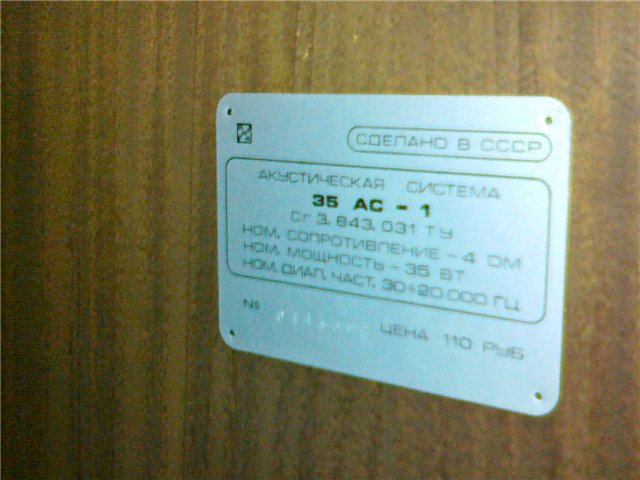 СДЕЛАНО В СССР
АКУСТИЧЕСКАЯ СИСТЕМА
35 АС - 1
Сг 3.843.031 ТУ
НОМ. СОПРОТИВЛЕНИЕ - 4 ОМ
НОМ. МОЩНОСТЬ - 35 ВТ
НОМ. ДИАП. ЧАСТ. 30÷20.000 ГЦ
№ ЦЕНА 110 РУБ